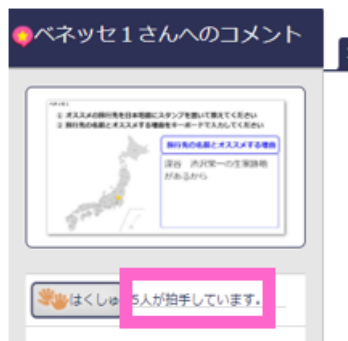 ベネッセ１さんへのコメント
① オススメの旅行先を日本地図にスタンプを置いて教えてください
② 旅行先の名前とオススメする理由をキーボードで入力してください
旅行先の名前とオススメする理由
深谷　渋沢栄一の生家跡地
があるから
はくしゅ 5人が拍手しています。